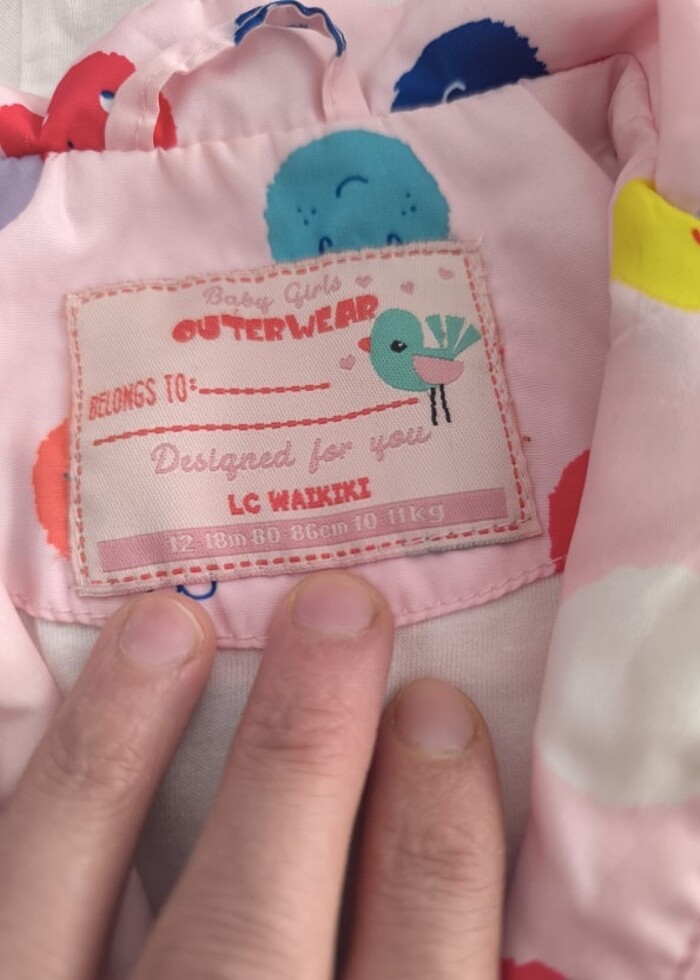 Baby Girls
OUTERWEAR
BELONGS TO:
Designed for you
LC WAIKIKI
12-18m 80-86cm 10-11kg